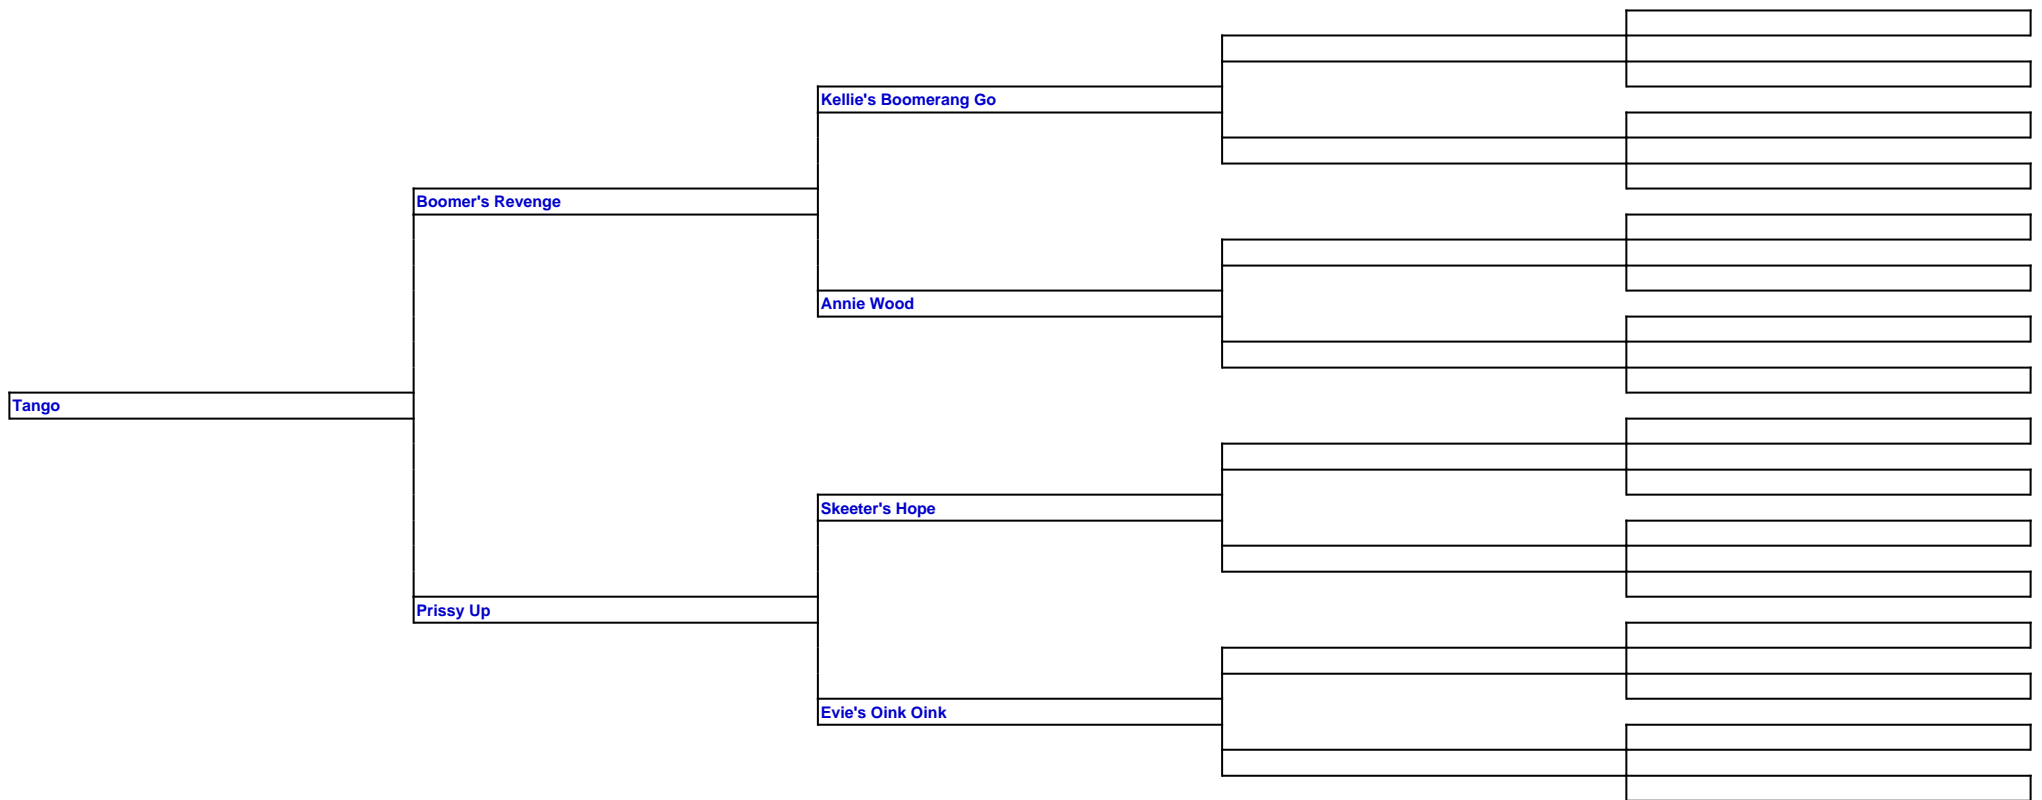 Kellie's Boomerang Go
Boomer's Revenge
Annie Wood
Tango
Skeeter's Hope
Prissy Up
Evie's Oink Oink